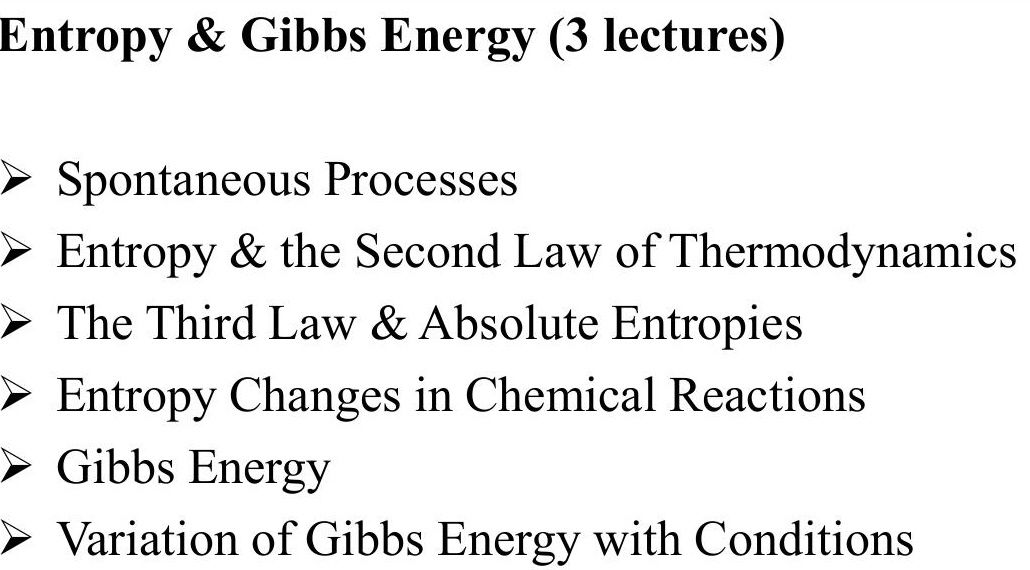 Entropy & Gibbs Energy (3 lectures)
➢ Spontaneous Processes
➢ Entropy & the Second Law of Thermodynamics
➢ The Third Law & Absolute Entropies
➢ Entropy Changes in Chemical Reactions
➢ Gibbs Energy
➢ Variation of Gibbs Energy with Conditions